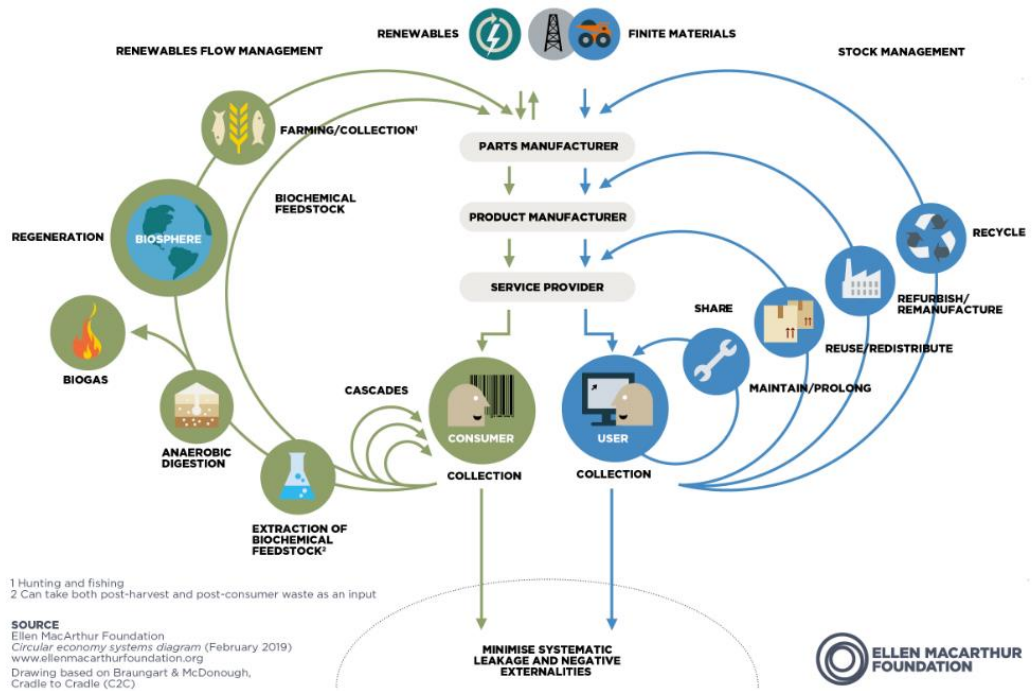 RENEWABLES
FINITE MATERIALS
RENEWABLES FLOW MANAGEMENT
STOCK MANAGEMENT
FARMING/COLLECTION¹
PARTS MANUFACTURER
BIOCHEMICAL
FEEDSTOCK
PRODUCT MANUFACTURER
REGENERATION
BIOSPHERE
RECYCLE
SERVICE PROVIDER
SHARE
REFURBISH/
REMANUFACTURE
REUSE/REDISTRIBUTE
BIOGAS
CASCADES
MAINTAIN/PROLONG
CONSUMER
USER
ANAEROBIC
DIGESTION
COLLECTION
COLLECTION
EXTRACTION OF
BIOCHEMICAL
FEEDSTOCK²
1 Hunting and fishing
2 Can take both post-harvest and post-consumer waste as an input
SOURCE
Ellen MacArthur Foundation
Circular economy systems diagram (February 2019)
www.ellenmacarthurfoundation.org
Drawing based on Braungart & McDonough,
Cradle to Cradle (C2C)
MINIMISE SYSTEMATIC
LEAKAGE AND NEGATIVE
EXTERNALITIES
ELLEN MACARTHUR
FOUNDATION